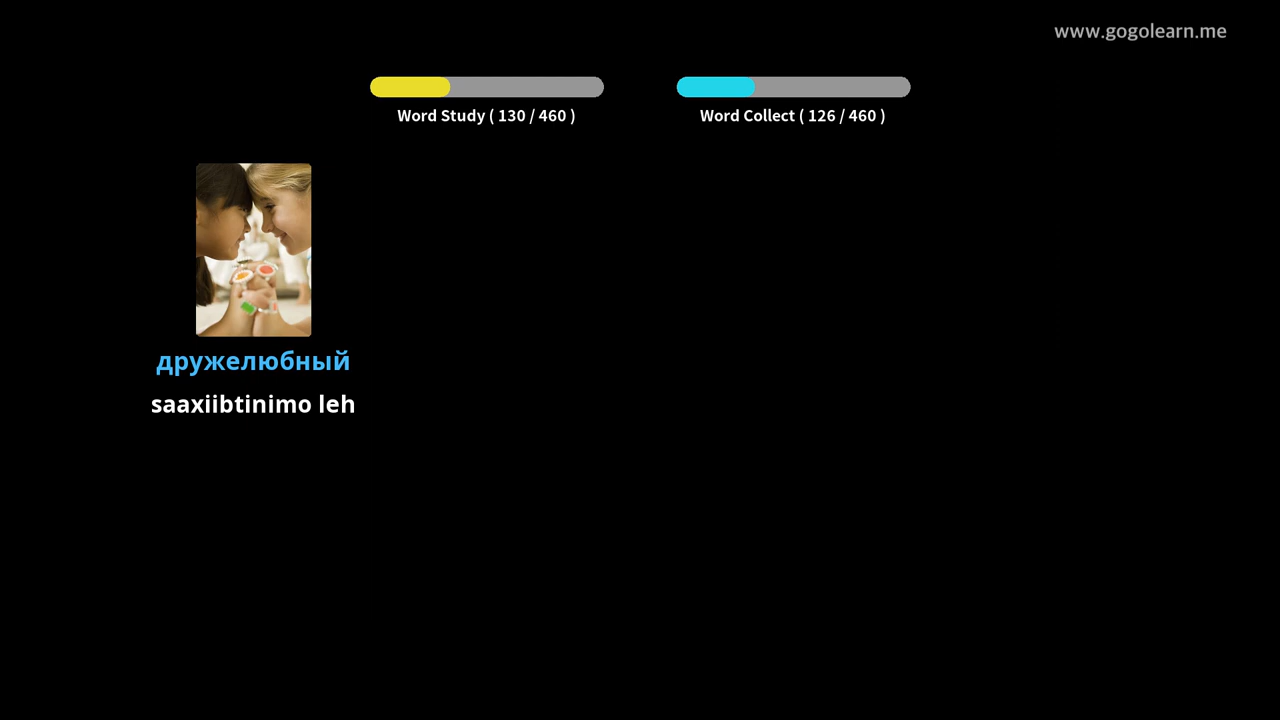 www.gogolearn.me
Word Study ( 130 / 460 )
Word Collect ( 126 / 460 )
дружелюбный
saaxiibtinimo leh